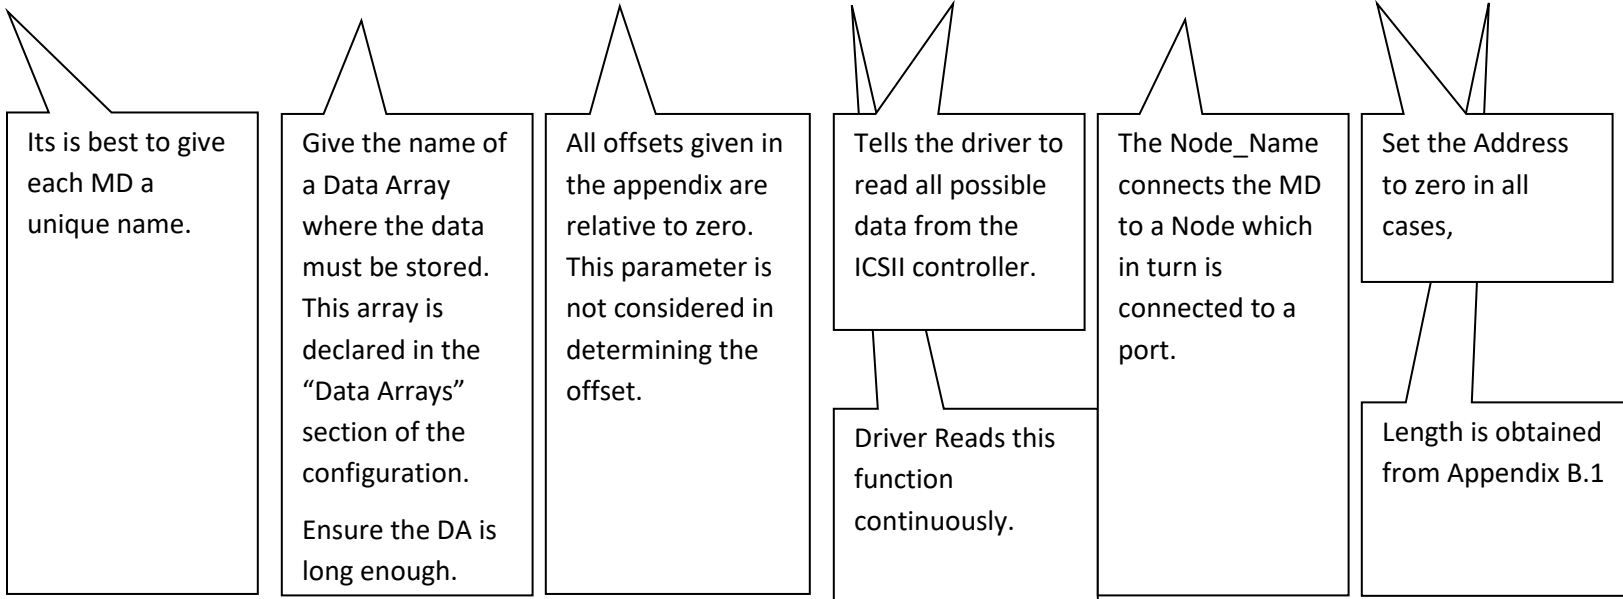 Its is best to give
each MD a
unique name.
Give the name of
a Data Array
where the data
must be stored.
This array is
declared in the
“Data Arrays”
section of the
configuration.
Ensure the DA is
long enough.
All offsets given in
the appendix are
relative to zero.
This parameter is
not considered in
determining the
offset.
Tells the driver to
read all possible
data from the
ICSII controller.
Driver Reads this
function
continuously.
The Node_Name
connects the MD
to a Node which
in turn is
connected to a
port.
Set the Address
to zero in all
cases,
Length is obtained
from Appendix B.1